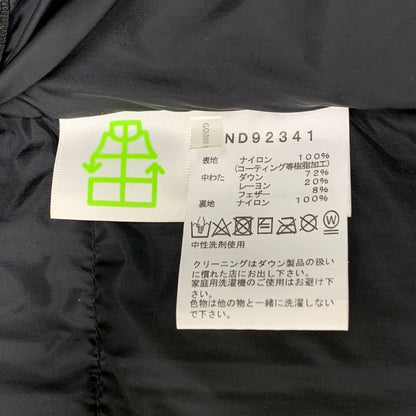 ND92341
表地 ナイロン 100%
(コーティング等樹脂加工)
中わた ダウン 72%
レーヨン 20%
フェザー 8%
裏地 ナイロン 100%
中性洗剤使用
クリーニングはダウン製品の扱い
に慣れた店にお出し下さい。
家庭用洗濯機のご使用はお避け下
さい。
色物は他の物と一緒に洗濯しない
で下さい。